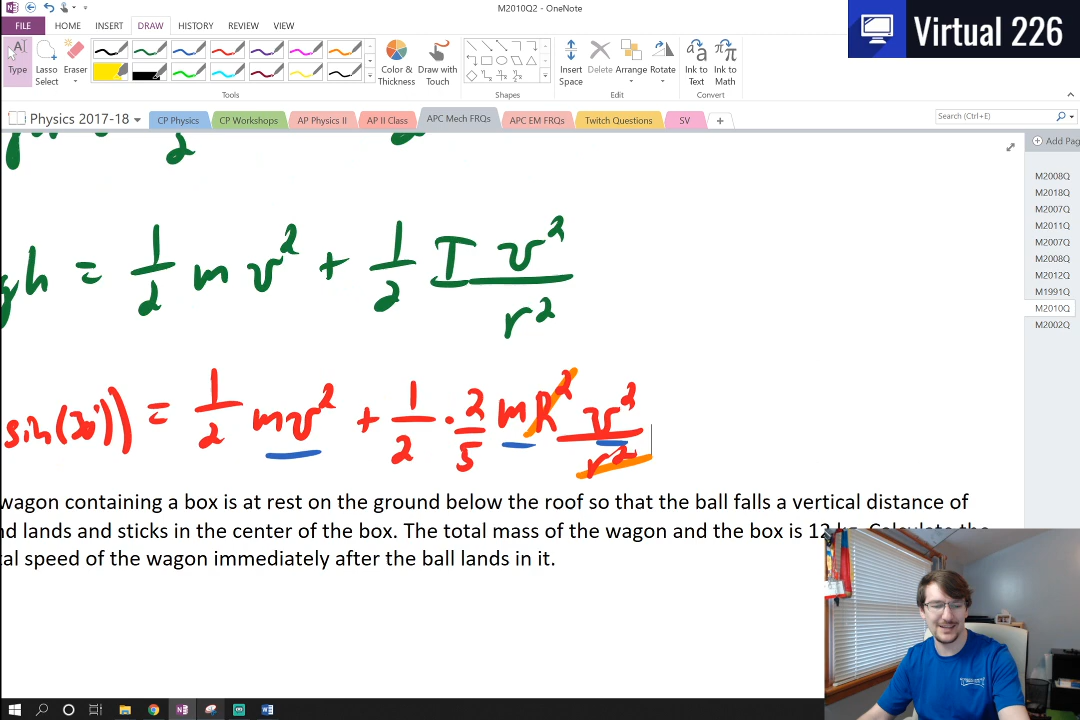 M2010Q2 - OneNote
FILE HOME INSERT DRAW HISTORY REVIEW VIEW
Virtual 226
Type Lasso Select Eraser Color & Thickness Draw with Touch Insert Space Delete Arrange Rotate Ink to Text Ink to Math
Tools Shapes Edit Convert
Physics 2017-18 CP Physics CP Workshops AP Physics II AP II Class APC Mech FRQs APC EM FRQs Twitch Questions SV + Search (Ctrl+E)
Add Pag
M2008Q
M2018Q
M2007Q
M2011Q
M2007Q
M2008Q
M2012Q
M1991Q
M2010Q
M2002Q
gh = 1/2 m v² + 1/2 I v²/r²
sin(30°)) = 1/2 mv² + 1/2 · 2/5 mR² v²/r²
wagon containing a box is at rest on the ground below the roof so that the ball falls a vertical distance of
nd lands and sticks in the center of the box. The total mass of the wagon and the box is 12 kg. Calculate the
tal speed of the wagon immediately after the ball lands in it.